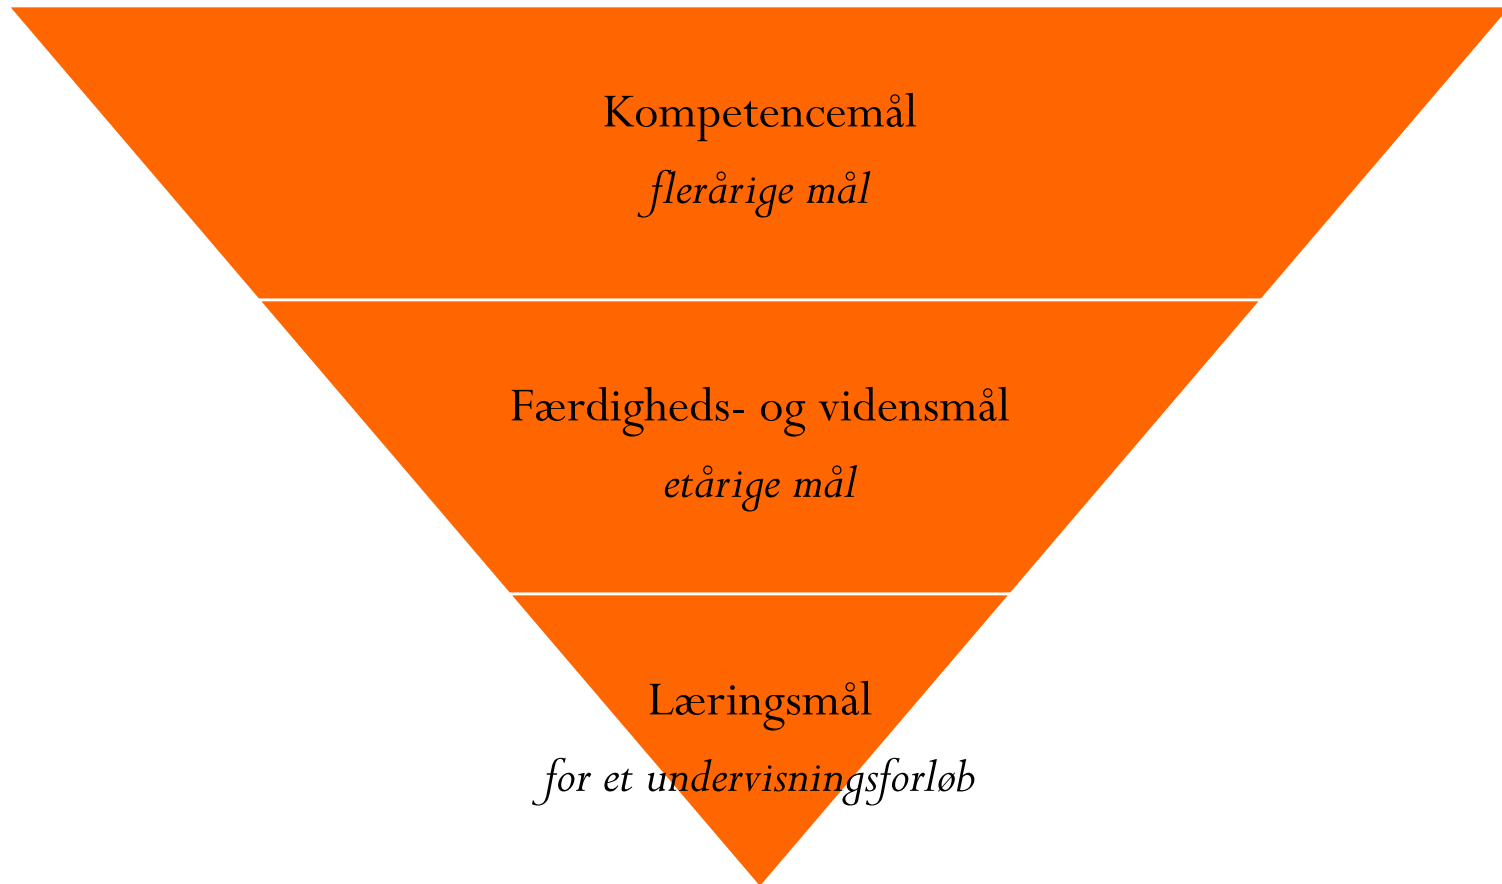 Kompetencemål
flerårige mål
Færdigheds- og vidensmål
etårige mål
Læringsmål
for et undervisningsforløb